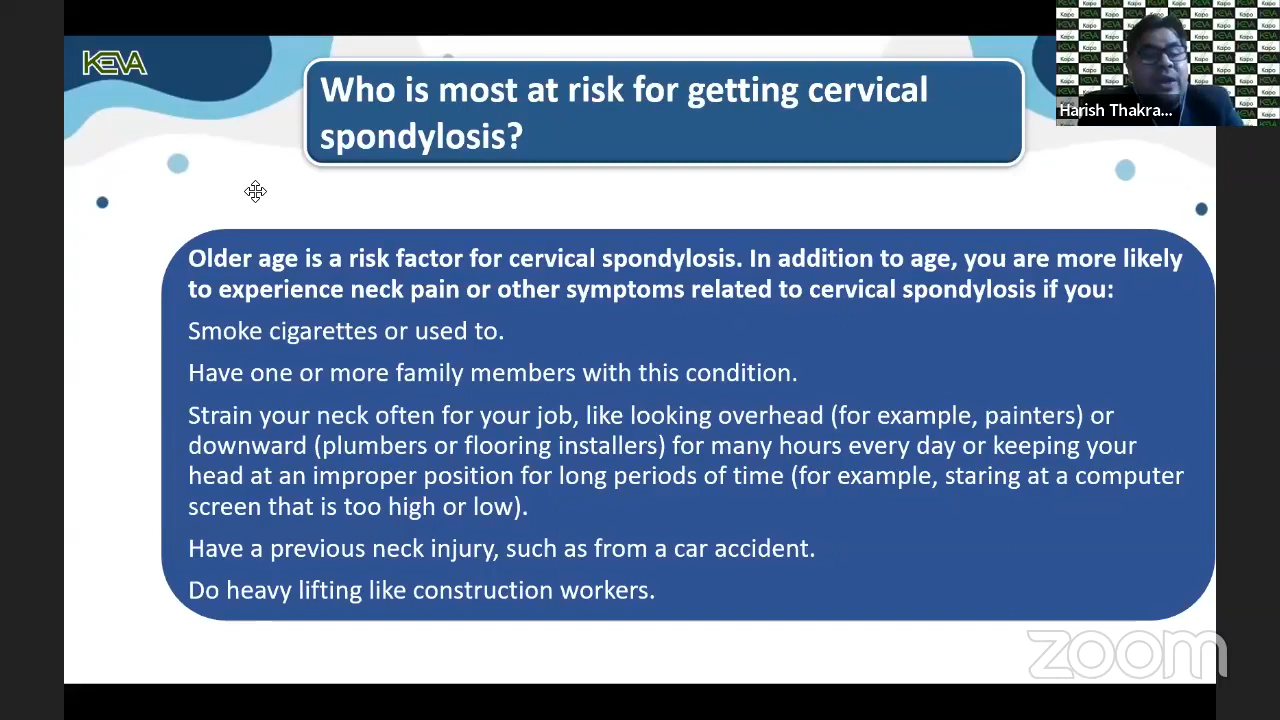 KEVA
Who is most at risk for getting cervical
spondylosis?
Harish Thakra...
Older age is a risk factor for cervical spondylosis. In addition to age, you are more likely
to experience neck pain or other symptoms related to cervical spondylosis if you:
Smoke cigarettes or used to.
Have one or more family members with this condition.
Strain your neck often for your job, like looking overhead (for example, painters) or
downward (plumbers or flooring installers) for many hours every day or keeping your
head at an improper position for long periods of time (for example, staring at a computer
screen that is too high or low).
Have a previous neck injury, such as from a car accident.
Do heavy lifting like construction workers.
zoom